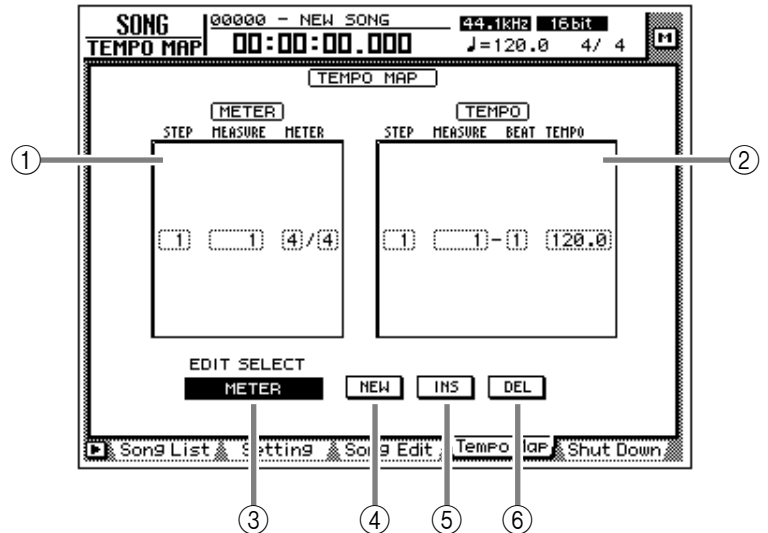 SONG
TEMPO MAP
00000 - NEW SONG
00:00:00.000
44.1kHz 16bit
♩=120.0 4/ 4
M
TEMPO MAP
METER
STEP MEASURE METER
1 1 4/4
TEMPO
STEP MEASURE BEAT TEMPO
1 1-1 120.0
① ②
EDIT SELECT
METER NEW INS DEL
Song List Setting Song Edit Tempo Map Shut Down
③ ④ ⑤ ⑥